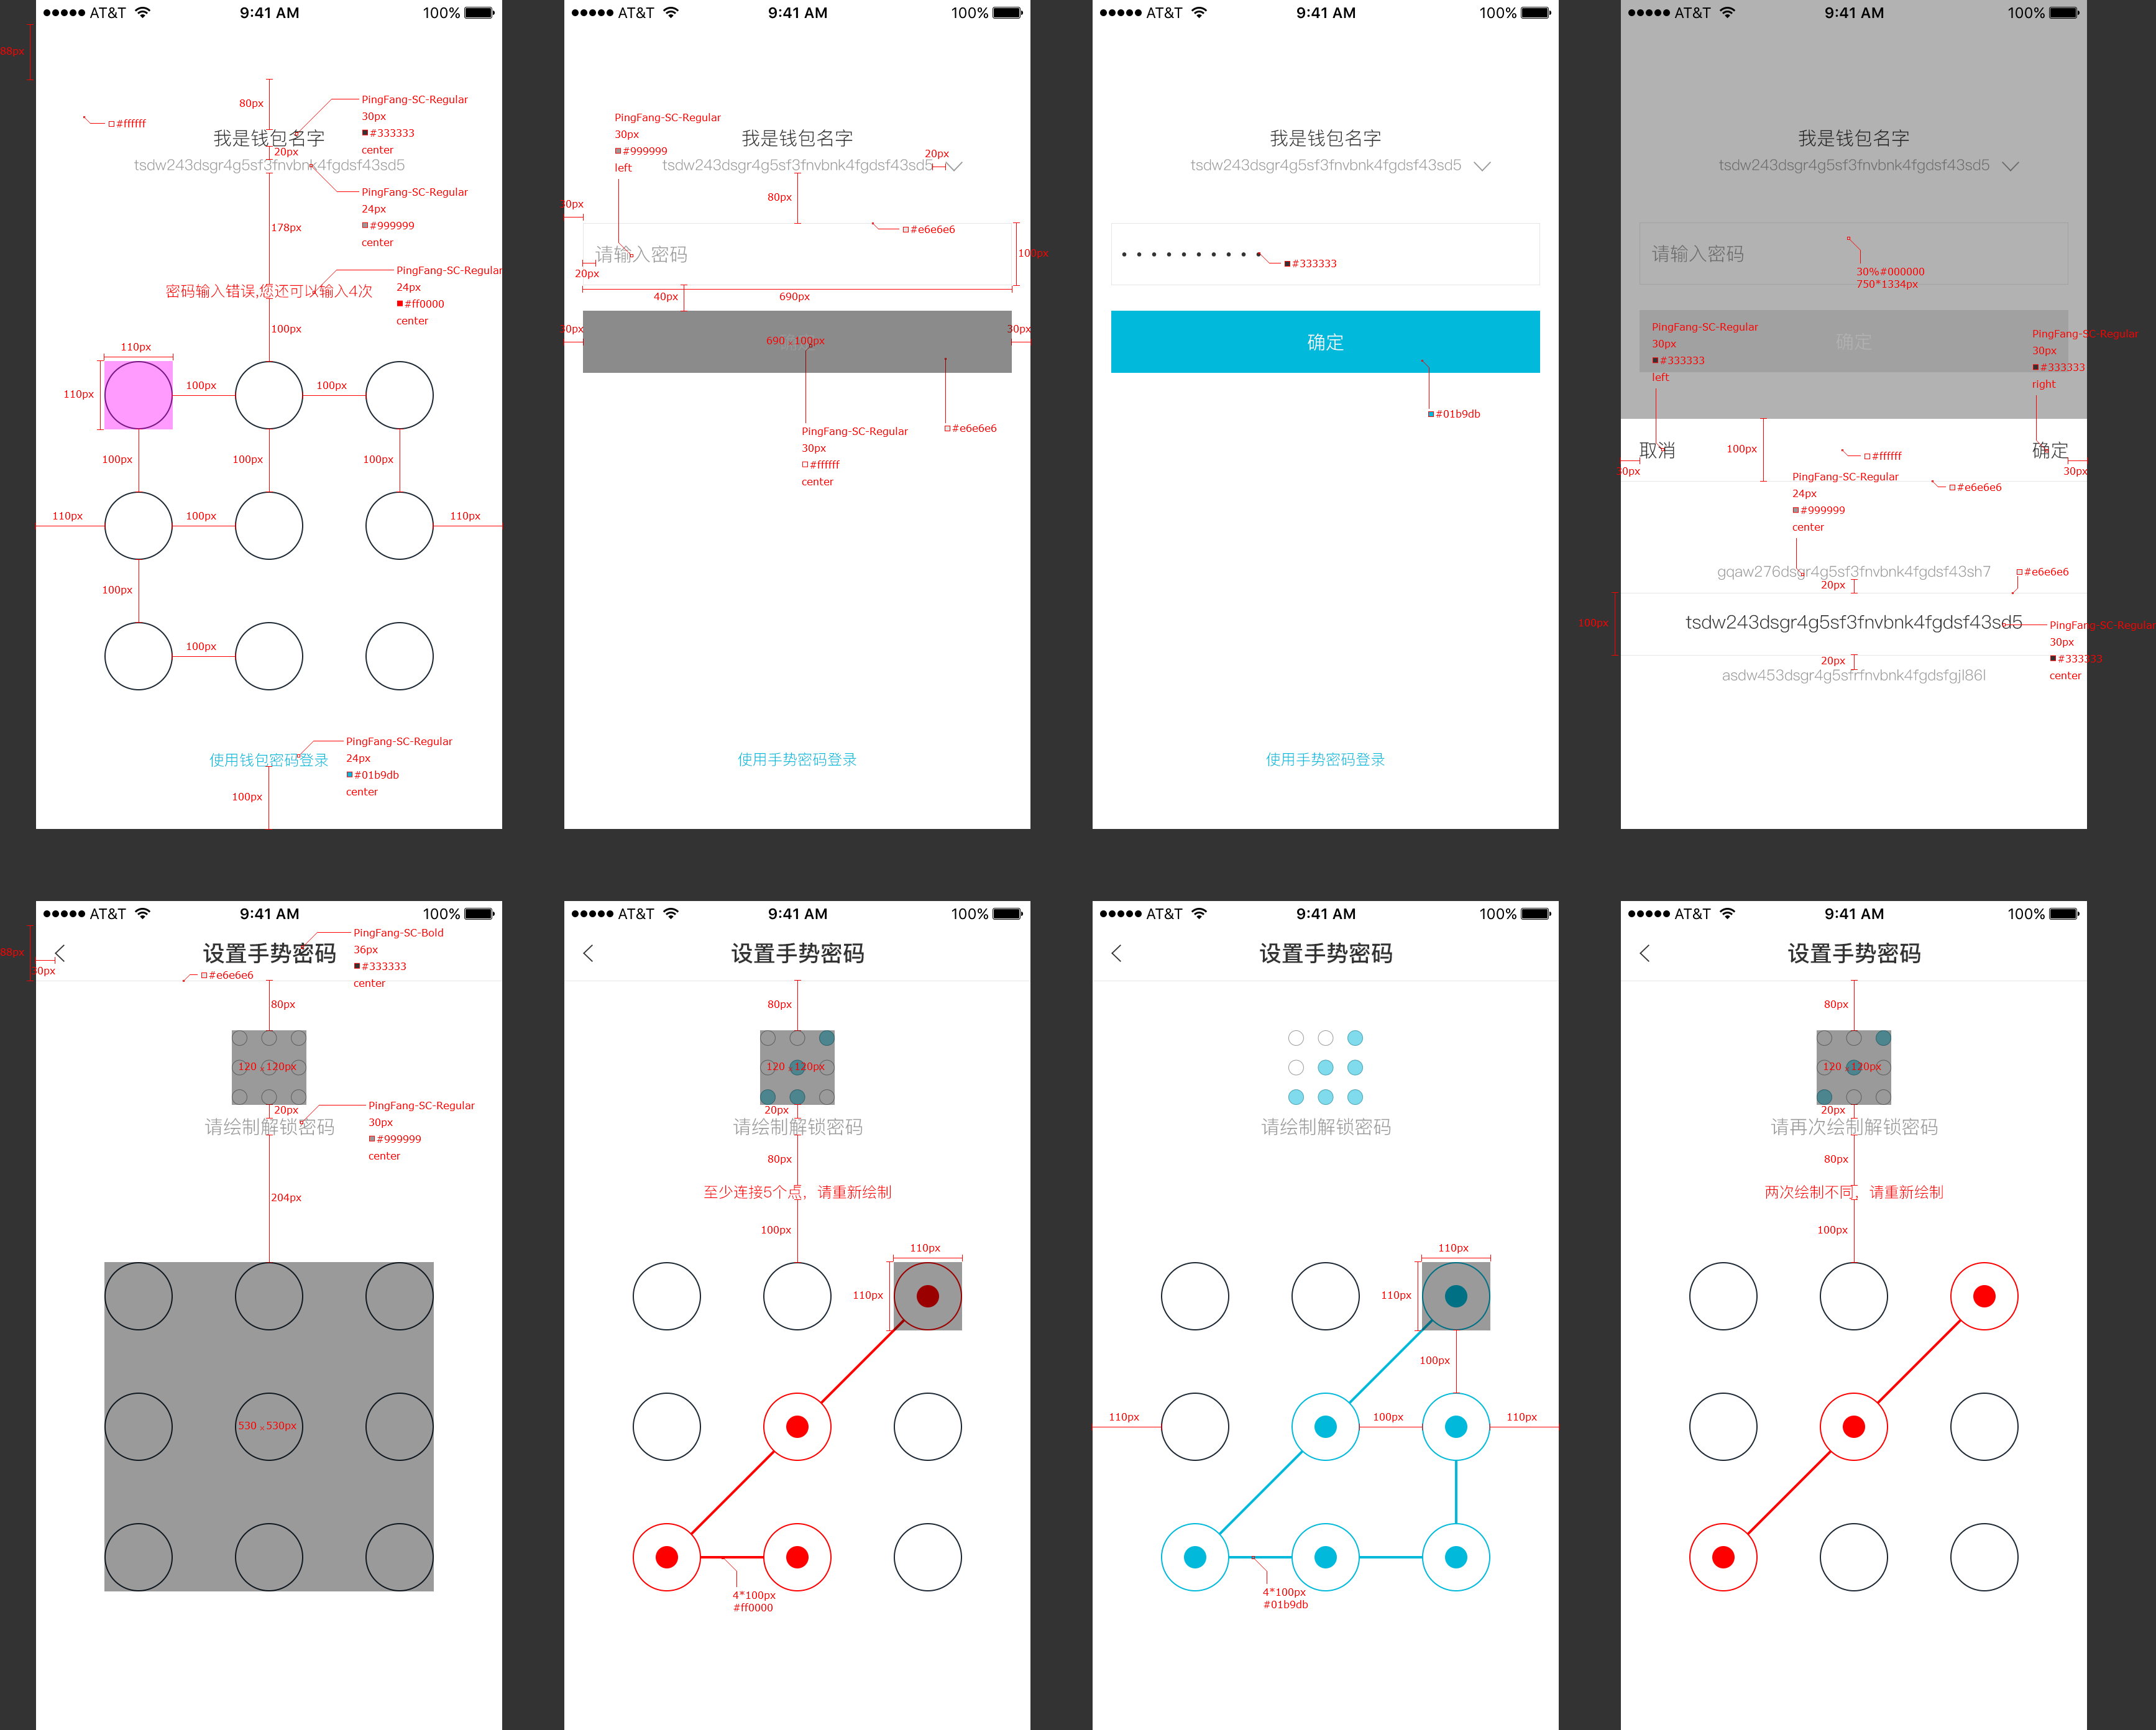 ●●●●● AT&T 9:41 AM 100%
88px
80px
PingFang-SC-Regular
30px
#333333
center
#ffffff
我是钱包名字
20px
tsdw243dsgr4g5sf3fnvbnk4fgdsf43sd5
PingFang-SC-Regular
24px
#999999
center
178px
PingFang-SC-Regular
24px
#ff0000
center
密码输入错误,您还可以输入4次
100px
110px
110px
100px
100px
100px
100px
100px
110px
100px
110px
100px
100px
使用钱包密码登录
PingFang-SC-Regular
24px
#01b9db
center
100px
●●●●● AT&T 9:41 AM 100%
PingFang-SC-Regular
30px
#999999
left
我是钱包名字
tsdw243dsgr4g5sf3fnvbnk4fgdsf43sd5
20px
80px
30px
#e6e6e6
请输入密码
100px
20px
40px
690px
30px
690×100px
30px
PingFang-SC-Regular
30px
#ffffff
center
#e6e6e6
使用手势密码登录
●●●●● AT&T 9:41 AM 100%
我是钱包名字
tsdw243dsgr4g5sf3fnvbnk4fgdsf43sd5
#333333
确定
#01b9db
使用手势密码登录
●●●●● AT&T 9:41 AM 100%
我是钱包名字
tsdw243dsgr4g5sf3fnvbnk4fgdsf43sd5
请输入密码
30%#000000
750*1334px
确定
PingFang-SC-Regular
30px
#333333
left
PingFang-SC-Regular
30px
#333333
right
取消
确定
100px
#ffffff
30px
30px
PingFang-SC-Regular
24px
#999999
center
#e6e6e6
gqaw276dsgr4g5sf3fnvbnk4fgdsf43sh7
#e6e6e6
20px
100px
tsdw243dsgr4g5sf3fnvbnk4fgdsf43sd5
PingFang-SC-Regular
30px
#333333
center
20px
asdw453dsgr4g5sfrfnvbnk4fgdsfgjl86l
●●●●● AT&T 9:41 AM 100%
88px
30px
设置手势密码
PingFang-SC-Bold
36px
#333333
center
#e6e6e6
80px
120×120px
20px
请绘制解锁密码
PingFang-SC-Regular
30px
#999999
center
204px
530×530px
●●●●● AT&T 9:41 AM 100%
设置手势密码
80px
120×120px
20px
请绘制解锁密码
80px
至少连接5个点，请重新绘制
100px
110px
110px
4*100px
#ff0000
●●●●● AT&T 9:41 AM 100%
设置手势密码
请绘制解锁密码
110px
110px
100px
110px
100px
110px
4*100px
#01b9db
●●●●● AT&T 9:41 AM 100%
设置手势密码
80px
120×120px
20px
请再次绘制解锁密码
80px
两次绘制不同，请重新绘制
100px